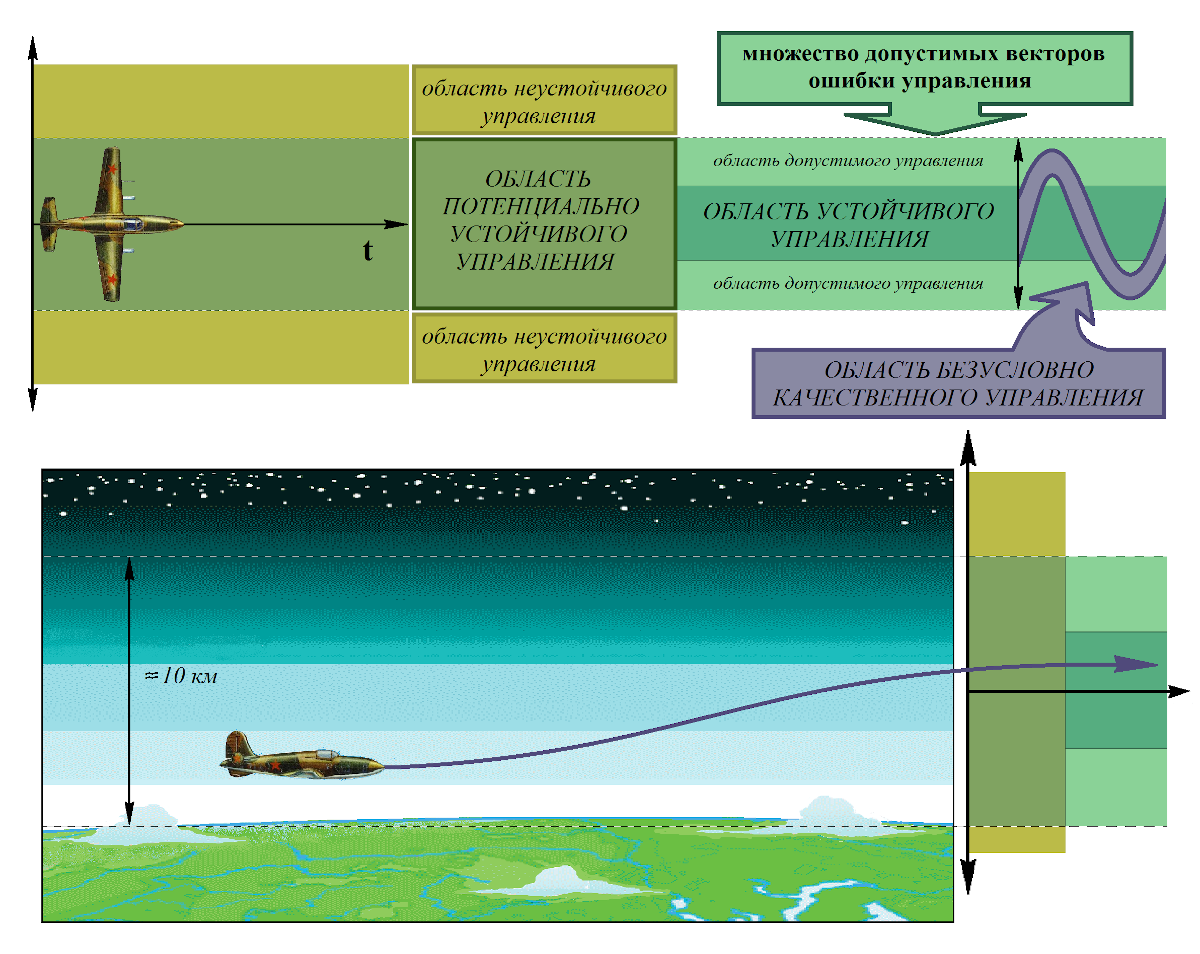 множество допустимых векторов
ошибки управления
область неустойчивого
управления
t
ОБЛАСТЬ
ПОТЕНЦИАЛЬНО
УСТОЙЧИВОГО
УПРАВЛЕНИЯ
область допустимого управления
ОБЛАСТЬ УСТОЙЧИВОГО
УПРАВЛЕНИЯ
область допустимого управления
область неустойчивого
управления
ОБЛАСТЬ БЕЗУСЛОВНО
КАЧЕСТВЕННОГО УПРАВЛЕНИЯ
≈10 км